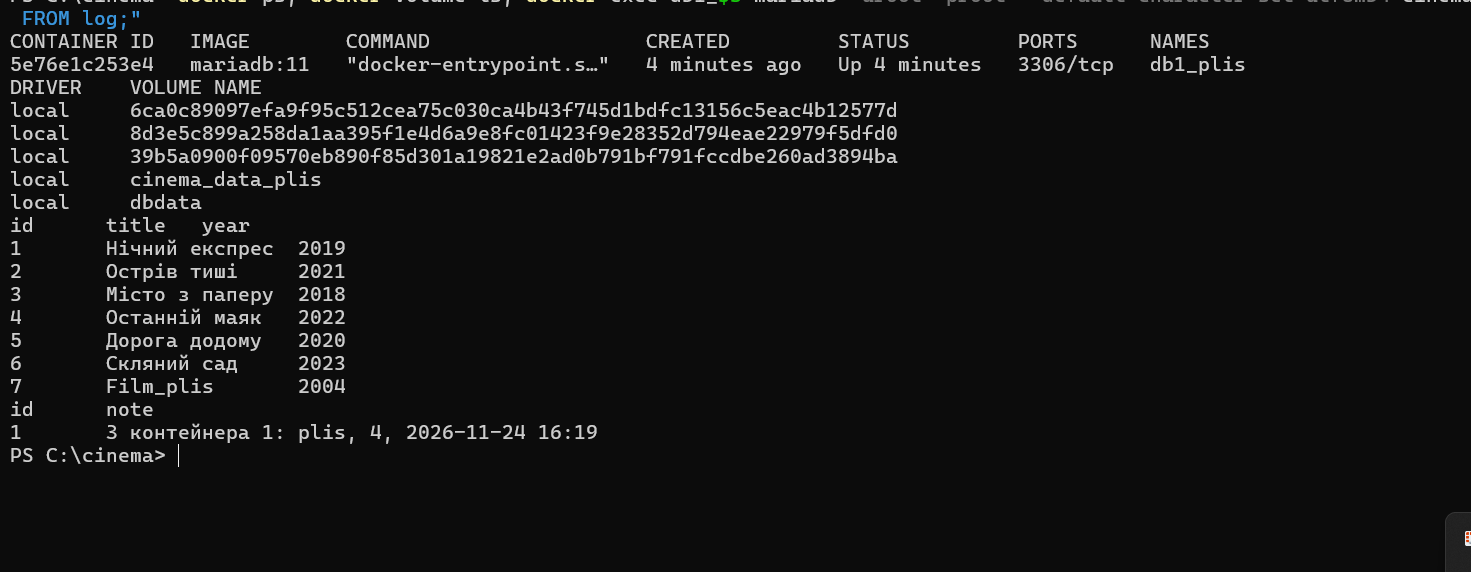 FROM log;"
CONTAINER ID   IMAGE        COMMAND                  CREATED         STATUS         PORTS      NAMES
5e76e1c253e4   mariadb:11   "docker-entrypoint.s…"   4 minutes ago   Up 4 minutes   3306/tcp   db1_plis
DRIVER    VOLUME NAME
local     6ca0c89097efa9f95c512cea75c030ca4b43f745d1bdfc13156c5eac4b12577d
local     8d3e5c899a258da1aa395f1e4d6a9e8fc01423f9e28352d794eae22979f5dfd0
local     39b5a0900f09570eb890f85d301a19821e2ad0b791bf791fccdbe260ad3894ba
local     cinema_data_plis
local     dbdata
id      title   year
1       Нічний експрес  2019
2       Острів тиші     2021
3       Місто з паперу  2018
4       Останній маяк   2022
5       Дорога додому   2020
6       Скляний сад     2023
7       Film_plis       2004
id      note
1       З контейнера 1: plis, 4, 2026-11-24 16:19
PS C:\cinema>